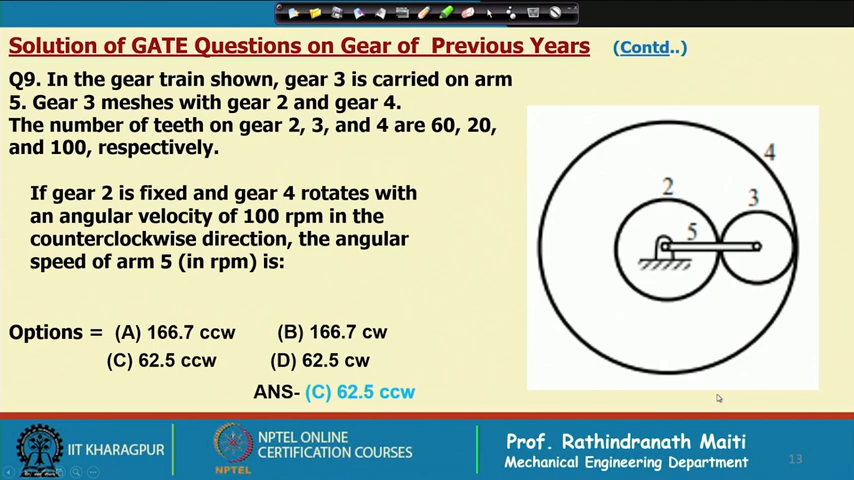 Solution of GATE Questions on Gear of Previous Years (Contd..)
Q9. In the gear train shown, gear 3 is carried on arm
5. Gear 3 meshes with gear 2 and gear 4.
The number of teeth on gear 2, 3, and 4 are 60, 20,
and 100, respectively.
If gear 2 is fixed and gear 4 rotates with
an angular velocity of 100 rpm in the
counterclockwise direction, the angular
speed of arm 5 (in rpm) is:
Options = (A) 166.7 ccw (B) 166.7 cw
(C) 62.5 ccw (D) 62.5 cw
ANS- (C) 62.5 ccw
4
2
3
5
IIT KHARAGPUR
NPTEL
NPTEL ONLINE
CERTIFICATION COURSES
Prof. Rathindranath Maiti
Mechanical Engineering Department
13